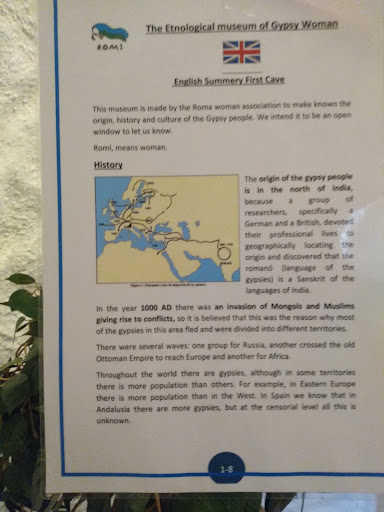 ROMI
The Etnological museum of Gypsy Woman
English Summery First Cave
This museum is made by the Roma woman association to make known the
origin, history and culture of the Gypsy people. We intend it to be an open
window to let us know.
Romi, means woman.
History
The origin of the gypsy people
is in the north of India,
because a group of
researchers, specifically a
German and a British, devoted
their professional lives to
geographically locating the
origin and discovered that the
romanó (language of the
gypsies) is a Sanskrit of the
languages of india.
In the year 1000 AD there was an invasion of Mongols and Muslims
giving rise to conflicts, so it is believed that this was the reason why most
of the gypsies in this area fled and were divided into different territories.
There were several waves: one group for Russia, another crossed the old
Ottoman Empire to reach Europe and another for Africa.
Throughout the world there are gypsies, although in some territories
there is more population than others. For example, in Eastern Europe
there is more population than in the West. In Spain we know that in
Andalusia there are more gypsies, but at the censorial level all this is
unknown.
1-8